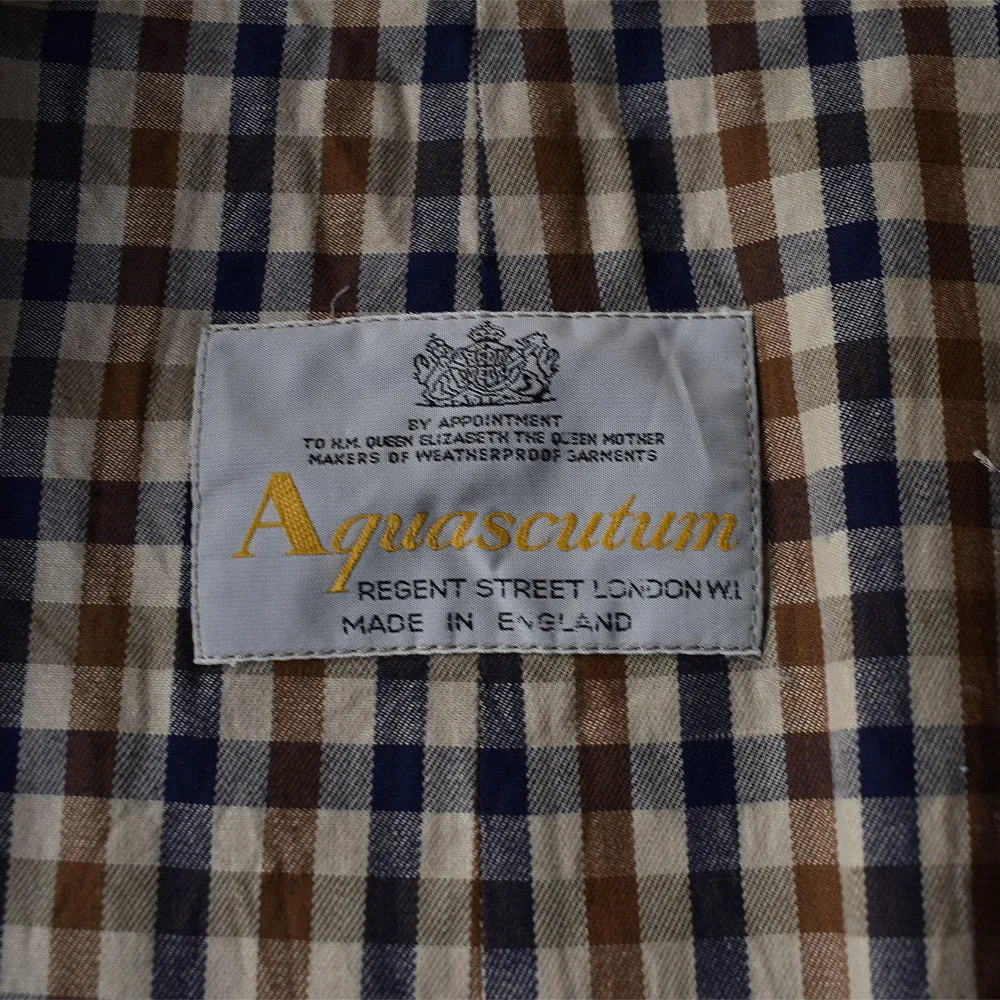 BY APPOINTMENT
TO H.M. QUEEN ELIZABETH THE QUEEN MOTHER
MAKERS OF WEATHERPROOF GARMENTS
Aquascutum
REGENT STREET LONDON W.1
MADE IN ENGLAND